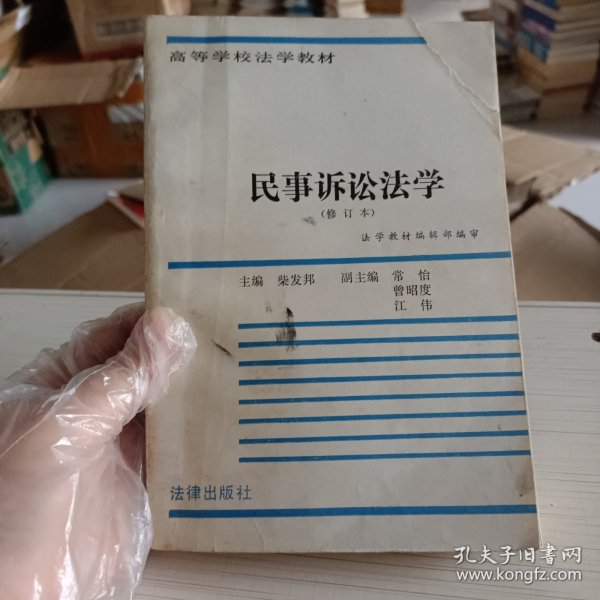 高等学校法学教材
民事诉讼法学
（修订本）
法学教材编辑部编审
主编 柴发邦 副主编 常怡
曾昭度
江伟
法律出版社
孔夫子旧书网
www.kongfz.com